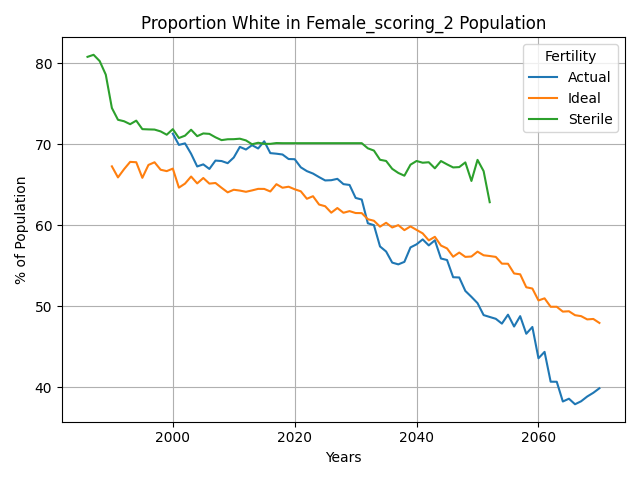 Proportion White in Female_scoring_2 Population
Fertility
Actual
Ideal
Sterile
% of Population
80
70
60
50
40
2000 2020 2040 2060
Years